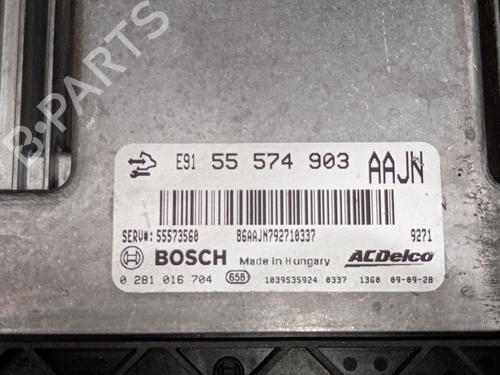 B-PARTS
E91 55 574 903 AAJN
SERV#: 55573560 86AAJN792710337 9271
BOSCH Made in Hungary ACDelco
0 281 016 704 658 1039S35924 0337 1360 09-09-28